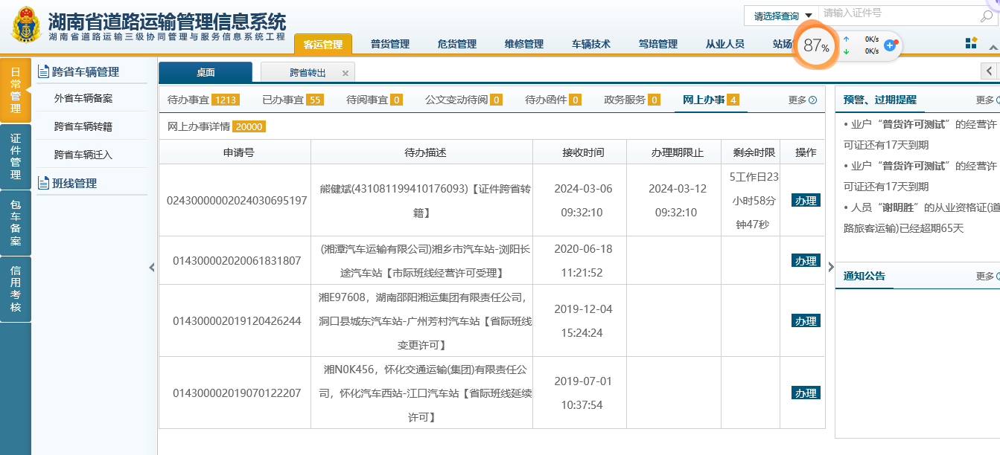 湖南省道路运输管理信息系统
湖南省道路运输三级协同管理与服务信息系统工程
请选择查询
请输入证件号
客运管理
普货管理
危货管理
维修管理
车辆技术
驾培管理
从业人员
87%
0K/s
0K/s
日常管理
证件管理
包车备案
信用考核
跨省车辆管理
外省车辆备案
跨省车辆转籍
跨省车辆迁入
班线管理
桌面
跨省转出
待办事宜 1213
已办事宜 55
待阅事宜 0
公文变动待阅 0
待办函件 0
政务服务 0
网上办事 4
更多
网上办事详情 20000
申请号 待办描述 接收时间 办理期限止 剩余时限 操作
02430000002024030695197
熊健斌(431081199410176093)【证件跨省转
籍】
2024-03-06
09:32:10
2024-03-12
09:32:10
5工作日23
小时58分
钟47秒
办理
014300002020061831807
(湘潭汽车运输有限公司)湘乡市汽车站-浏阳长
途汽车站【市际班线经营许可受理】
2020-06-18
11:21:52
办理
014300002019120426244
湘E97608，湖南邵阳湘运集团有限责任公司，
洞口县城东汽车站-广州芳村汽车站【省际班线
变更许可】
2019-12-04
15:24:24
办理
014300002019070122207
湘N0K456，怀化交通运输(集团)有限责任公
司，怀化汽车西站-江口汽车站【省际班线延续
许可】
2019-07-01
10:37:54
办理
预警、过期提醒
更多
• 业户“普货许可测试”的经营许
可证还有17天到期
• 业户“普货许可测试”的经营许
可证还有17天到期
• 人员“谢明胜”的从业资格证(道
路旅客运输)已经超期65天
通知公告
更多